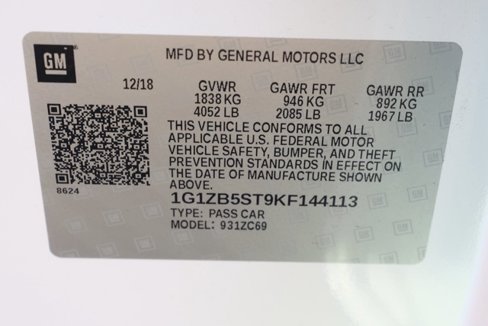 GM
MFD BY GENERAL MOTORS LLC
12/18 GVWR GAWR FRT GAWR RR
1838 KG 946 KG 892 KG
4052 LB 2085 LB 1967 LB
THIS VEHICLE CONFORMS TO ALL
APPLICABLE U.S. FEDERAL MOTOR
VEHICLE SAFETY, BUMPER, AND THEFT
PREVENTION STANDARDS IN EFFECT ON
THE DATE OF MANUFACTURE SHOWN
ABOVE.
8624
1G1ZB5ST9KF144113
TYPE: PASS CAR
MODEL: 931ZC69